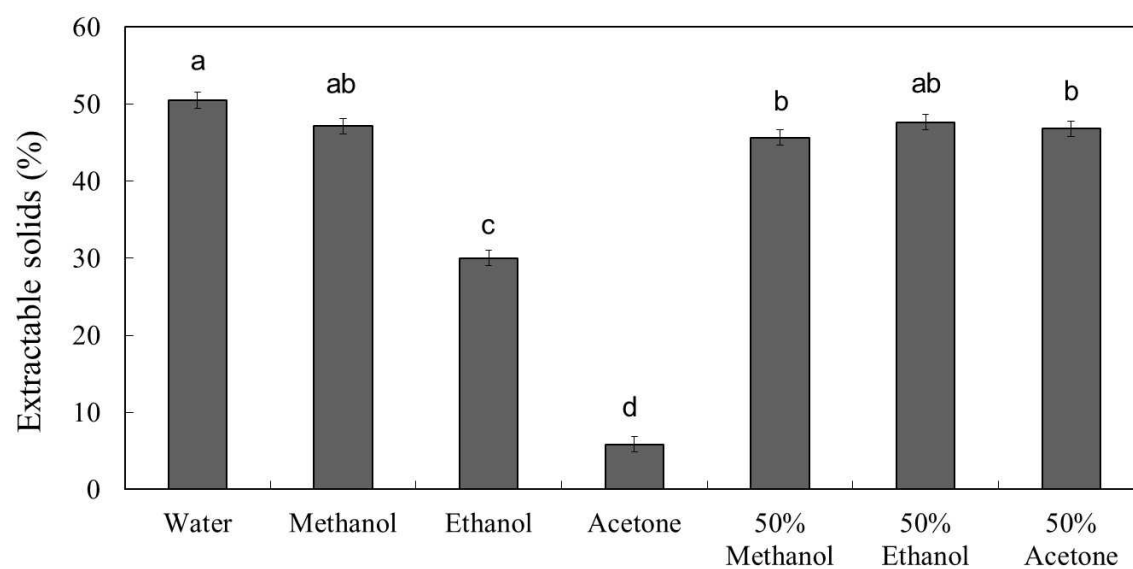 Extractable solids (%)
60
50
40
30
20
10
0
a
ab
c
d
b
ab
b
Water
Methanol
Ethanol
Acetone
50%
Methanol
50%
Ethanol
50%
Acetone